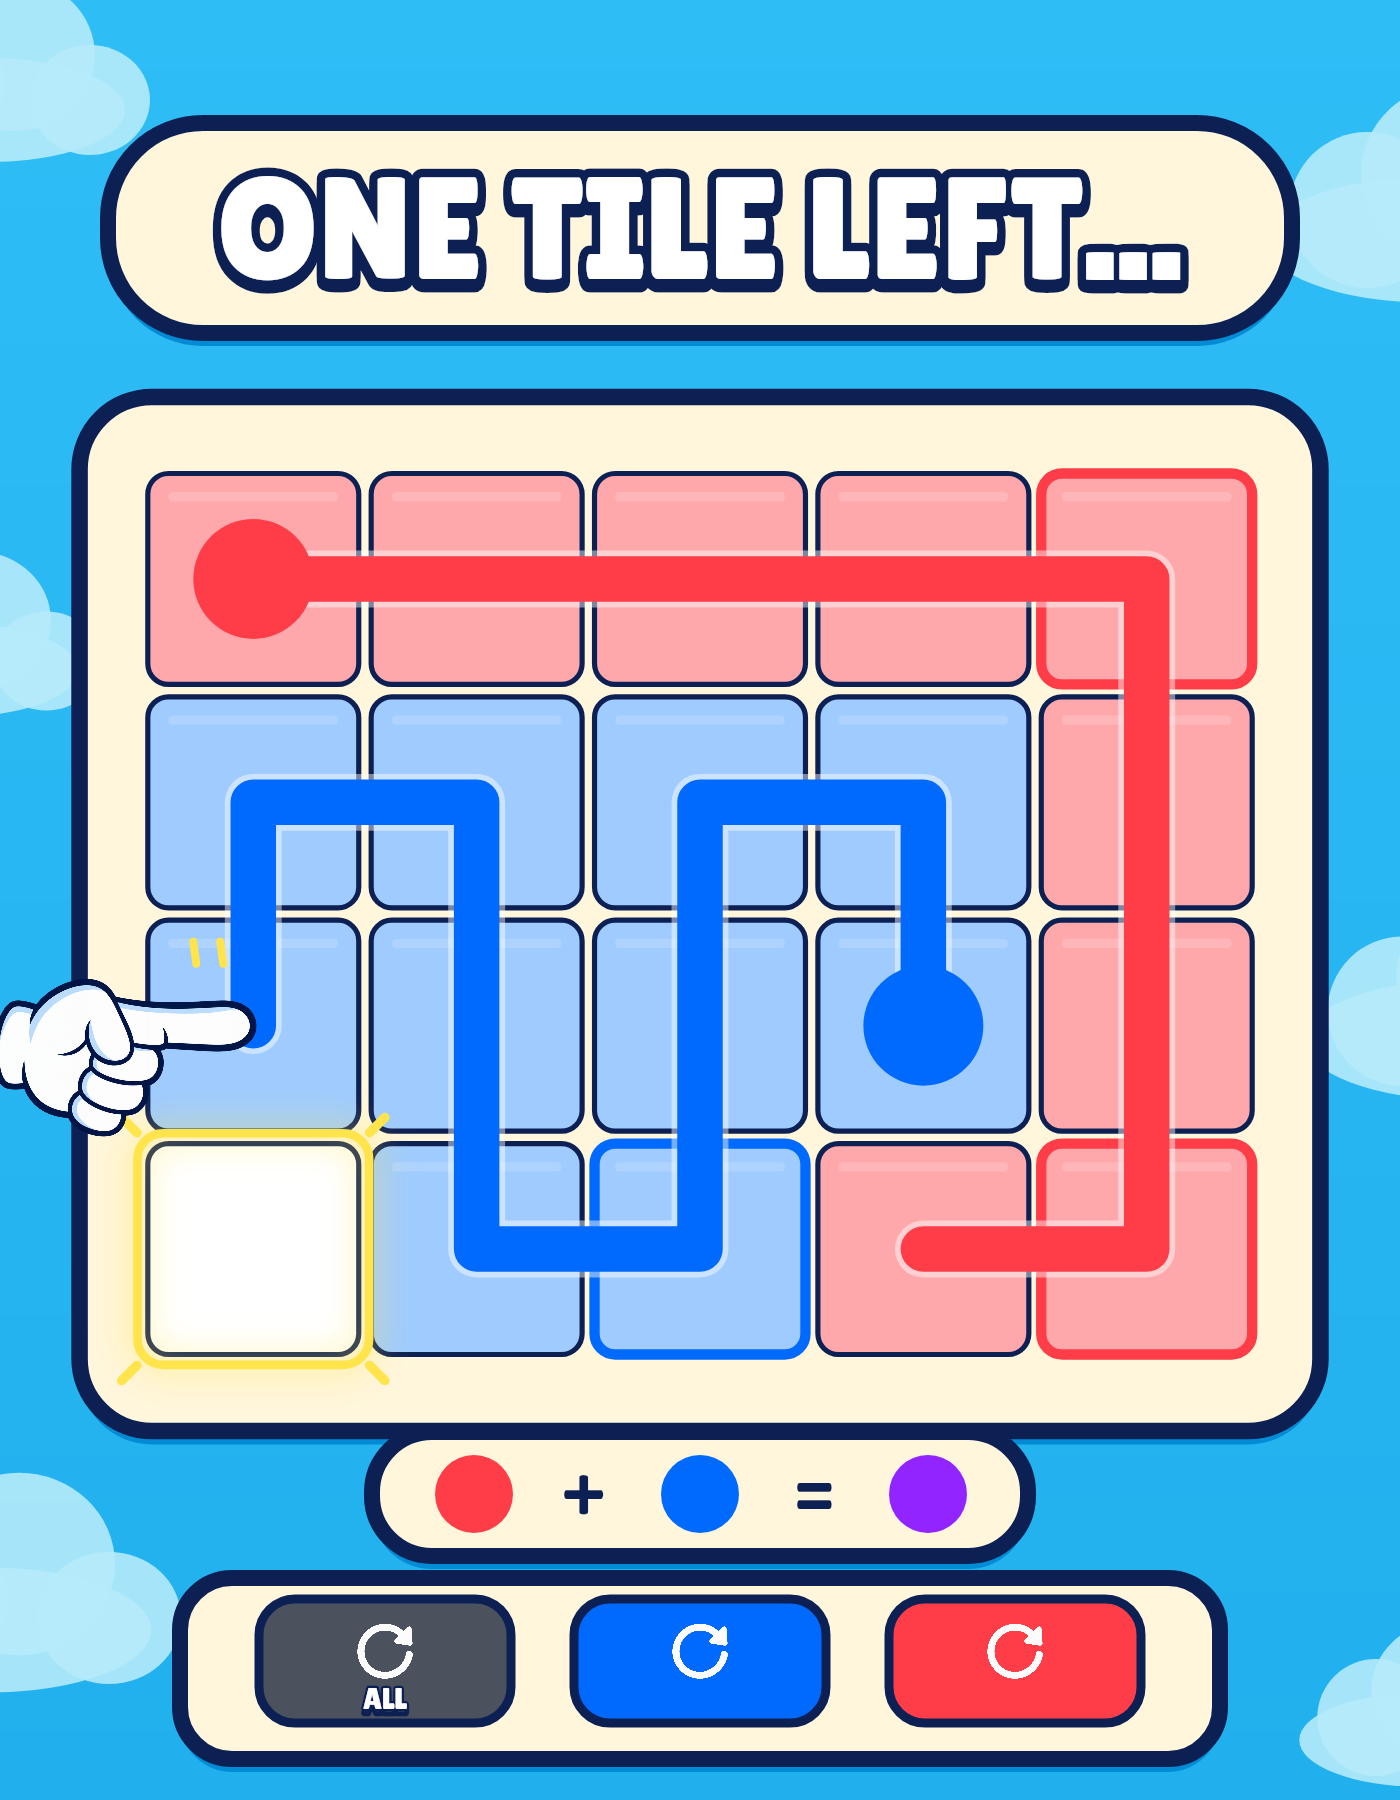 ONE TILE LEFT...
+ =
ALL